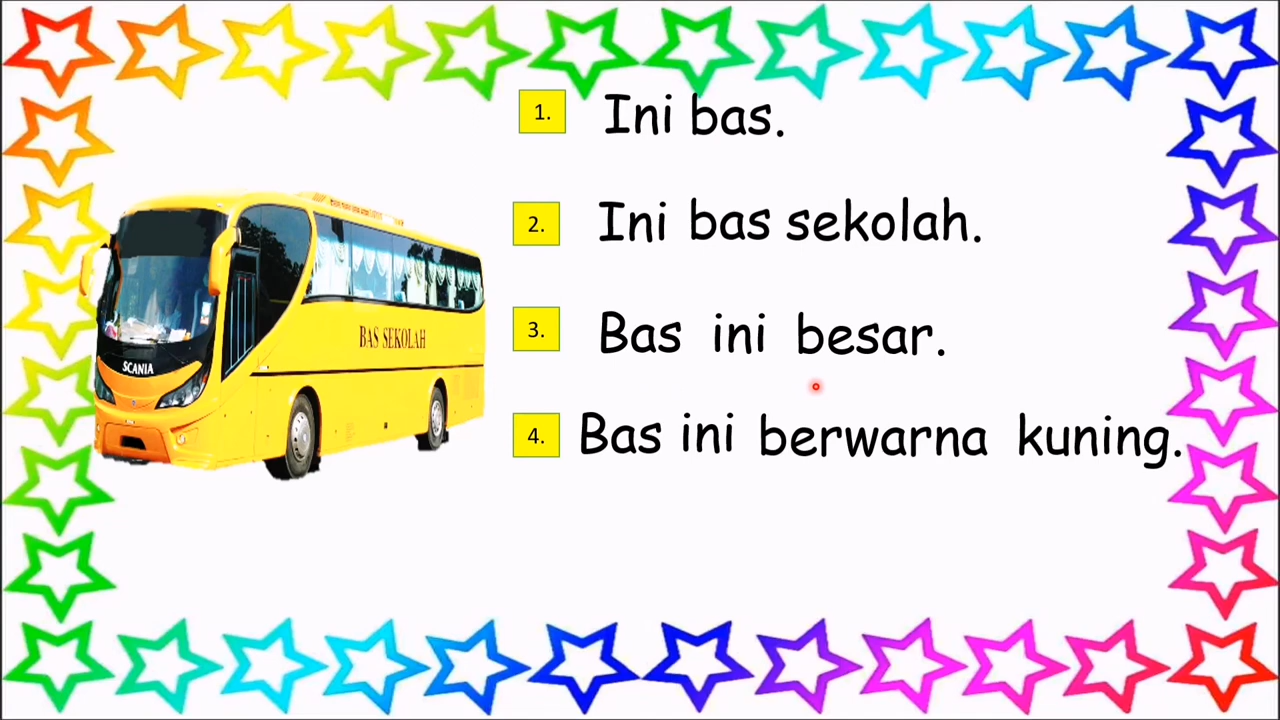 1. Ini bas.
2. Ini bas sekolah.
3. Bas ini besar.
4. Bas ini berwarna kuning.
BAS SEKOLAH
SCANIA